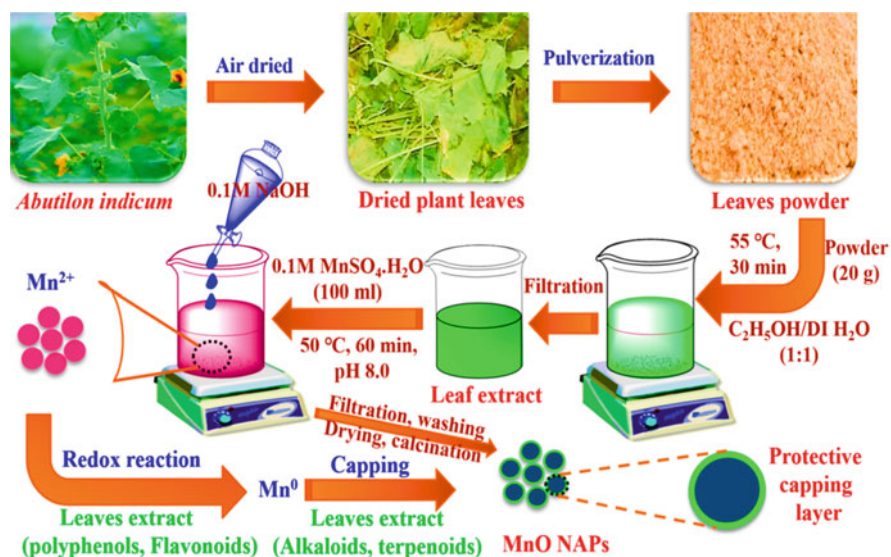 Air dried
Pulverization
Abutilon indicum
Dried plant leaves
Leaves powder
0.1M NaOH
Mn²⁺
0.1M MnSO₄.H₂O
(100 ml)
50 °C, 60 min,
pH 8.0
Leaf extract
Filtration
55 °C,
30 min
Powder
(20 g)
C₂H₅OH/DI H₂O
(1:1)
Filtration, washing
Drying, calcination
Redox reaction
Leaves extract
(polyphenols, Flavonoids)
Mn⁰
Capping
Leaves extract
(Alkaloids, terpenoids)
MnO NAPs
Protective
capping
layer